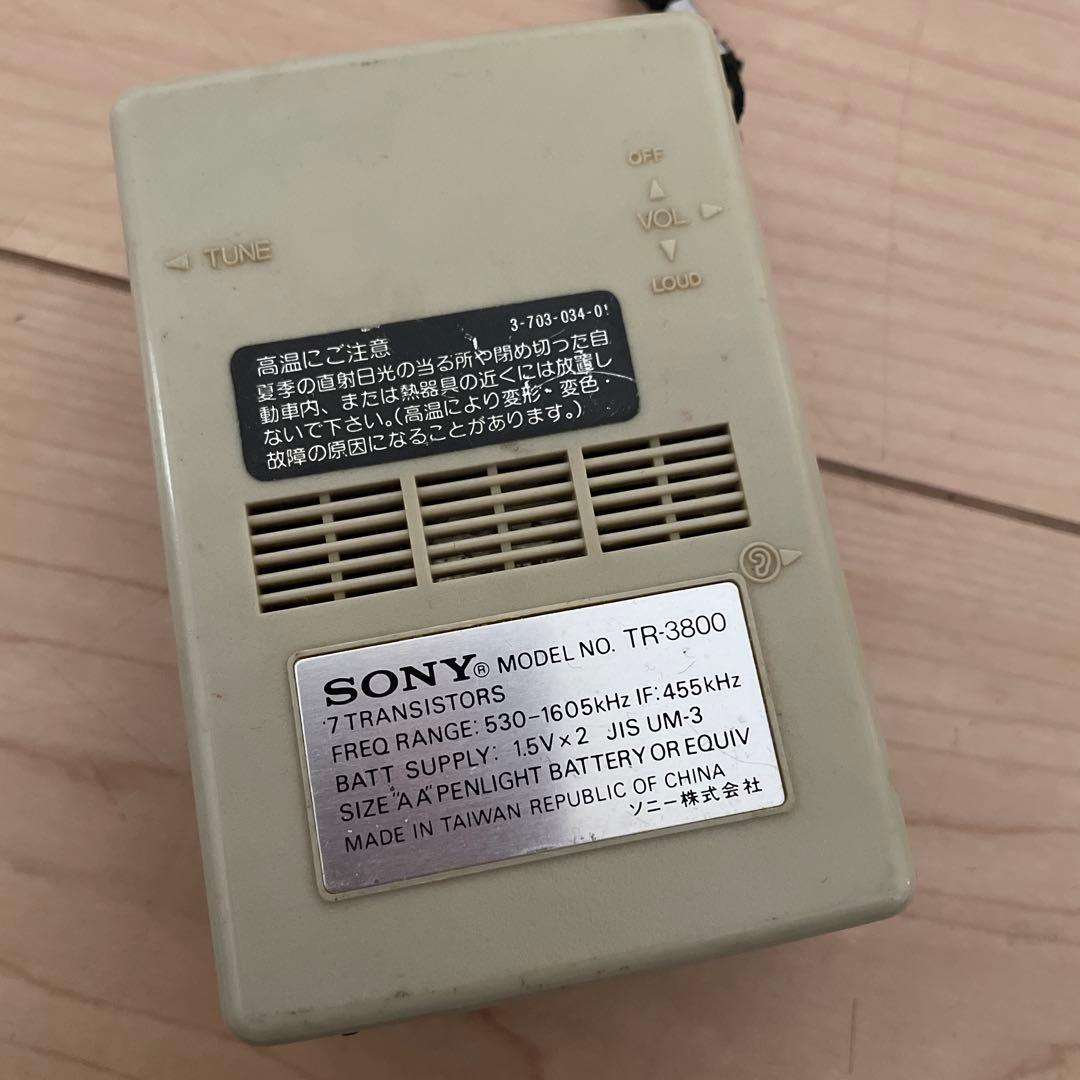 OFF
VOL
TUNE
LOUD
3-703-034-01
高温にご注意
夏季の直射日光の当る所や閉め切った自
動車内、または熱器具の近くには放置し
ないで下さい。(高温により変形・変色・
故障の原因になることがあります。)
SONY® MODEL NO. TR-3800
7 TRANSISTORS
FREQ RANGE: 530-1605kHz IF: 455kHz
BATT SUPPLY: 1.5V×2 JIS UM-3
SIZE "AA" PENLIGHT BATTERY OR EQUIV
MADE IN TAIWAN REPUBLIC OF CHINA
ソニー株式会社